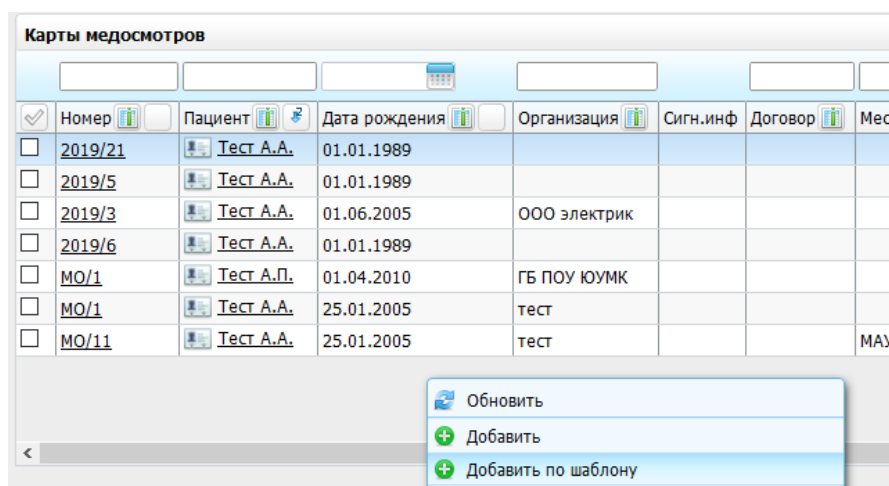 Карты медосмотров
Номер Пациент Дата рождения Организация Сигн.инф Договор Мес
2019/21 Тест А.А. 01.01.1989
2019/5 Тест А.А. 01.01.1989
2019/3 Тест А.А. 01.06.2005 ООО электрик
2019/6 Тест А.А. 01.01.1989
МО/1 Тест А.П. 01.04.2010 ГБ ПОУ ЮУМК
МО/1 Тест А.А. 25.01.2005 тест
МО/11 Тест А.А. 25.01.2005 тест МАУ
Обновить
Добавить
Добавить по шаблону